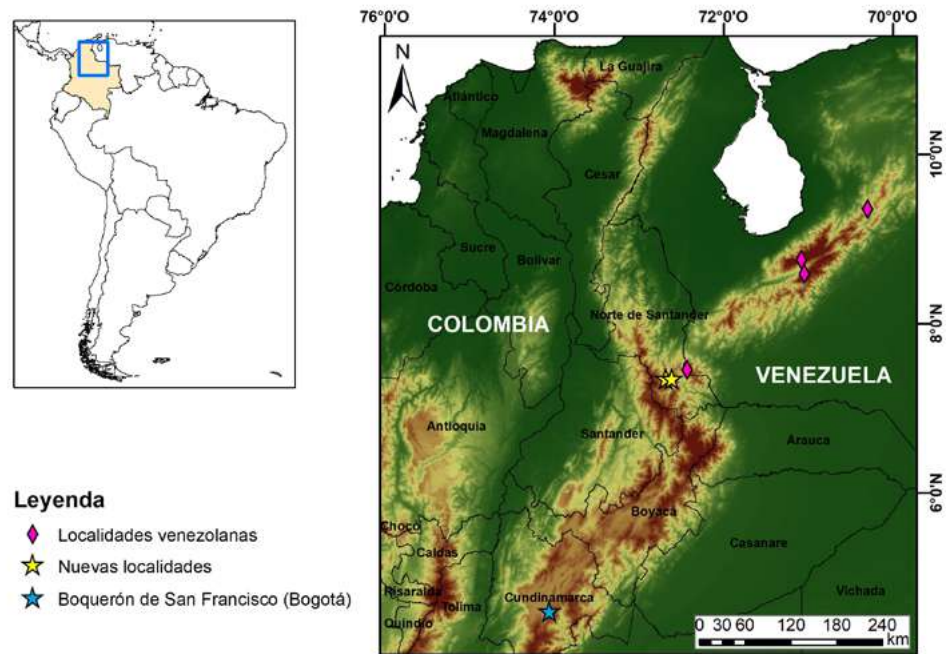 76°0'O
74°0'O
72°0'O
70°0'O
N
La Guajira
Atlántico
Magdalena
Cesar
10°0'N
Sucre
Bolívar
Córdoba
Norte de Santander
COLOMBIA
8°0'N
VENEZUELA
Antioquia
Santander
Arauca
6°0'N
Boyacá
Chocó
Caldas
Casanare
Risaralda
Cundinamarca
Vichada
Tolima
Quindío
0 30 60 120 180 240
km
Leyenda
Localidades venezolanas
Nuevas localidades
Boquerón de San Francisco (Bogotá)